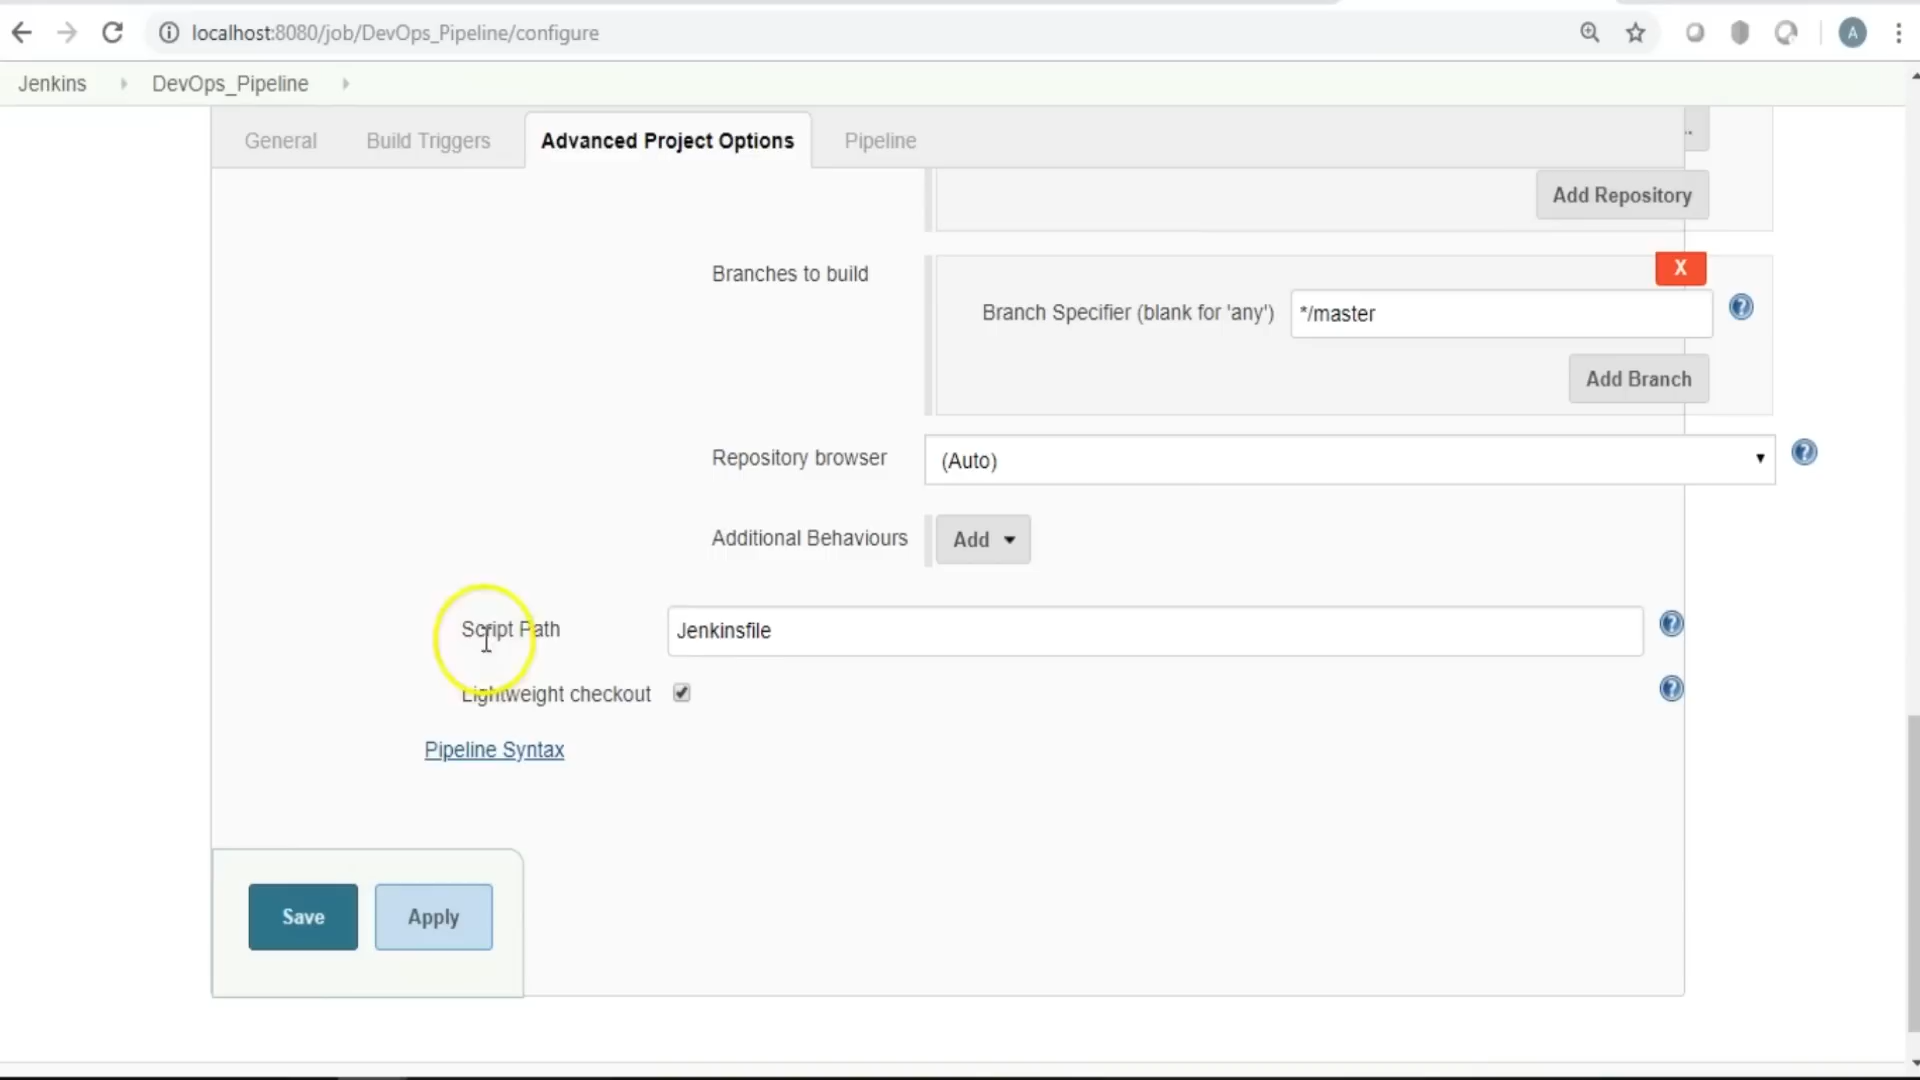 localhost:8080/job/DevOps_Pipeline/configure
A
Jenkins
DevOps_Pipeline
General
Build Triggers
Advanced Project Options
Pipeline
..
Add Repository
Branches to build
X
Branch Specifier (blank for 'any')
*/master
Add Branch
Repository browser
(Auto)
Additional Behaviours
Add
Script Path
Jenkinsfile
Lightweight checkout
Pipeline Syntax
Save
Apply